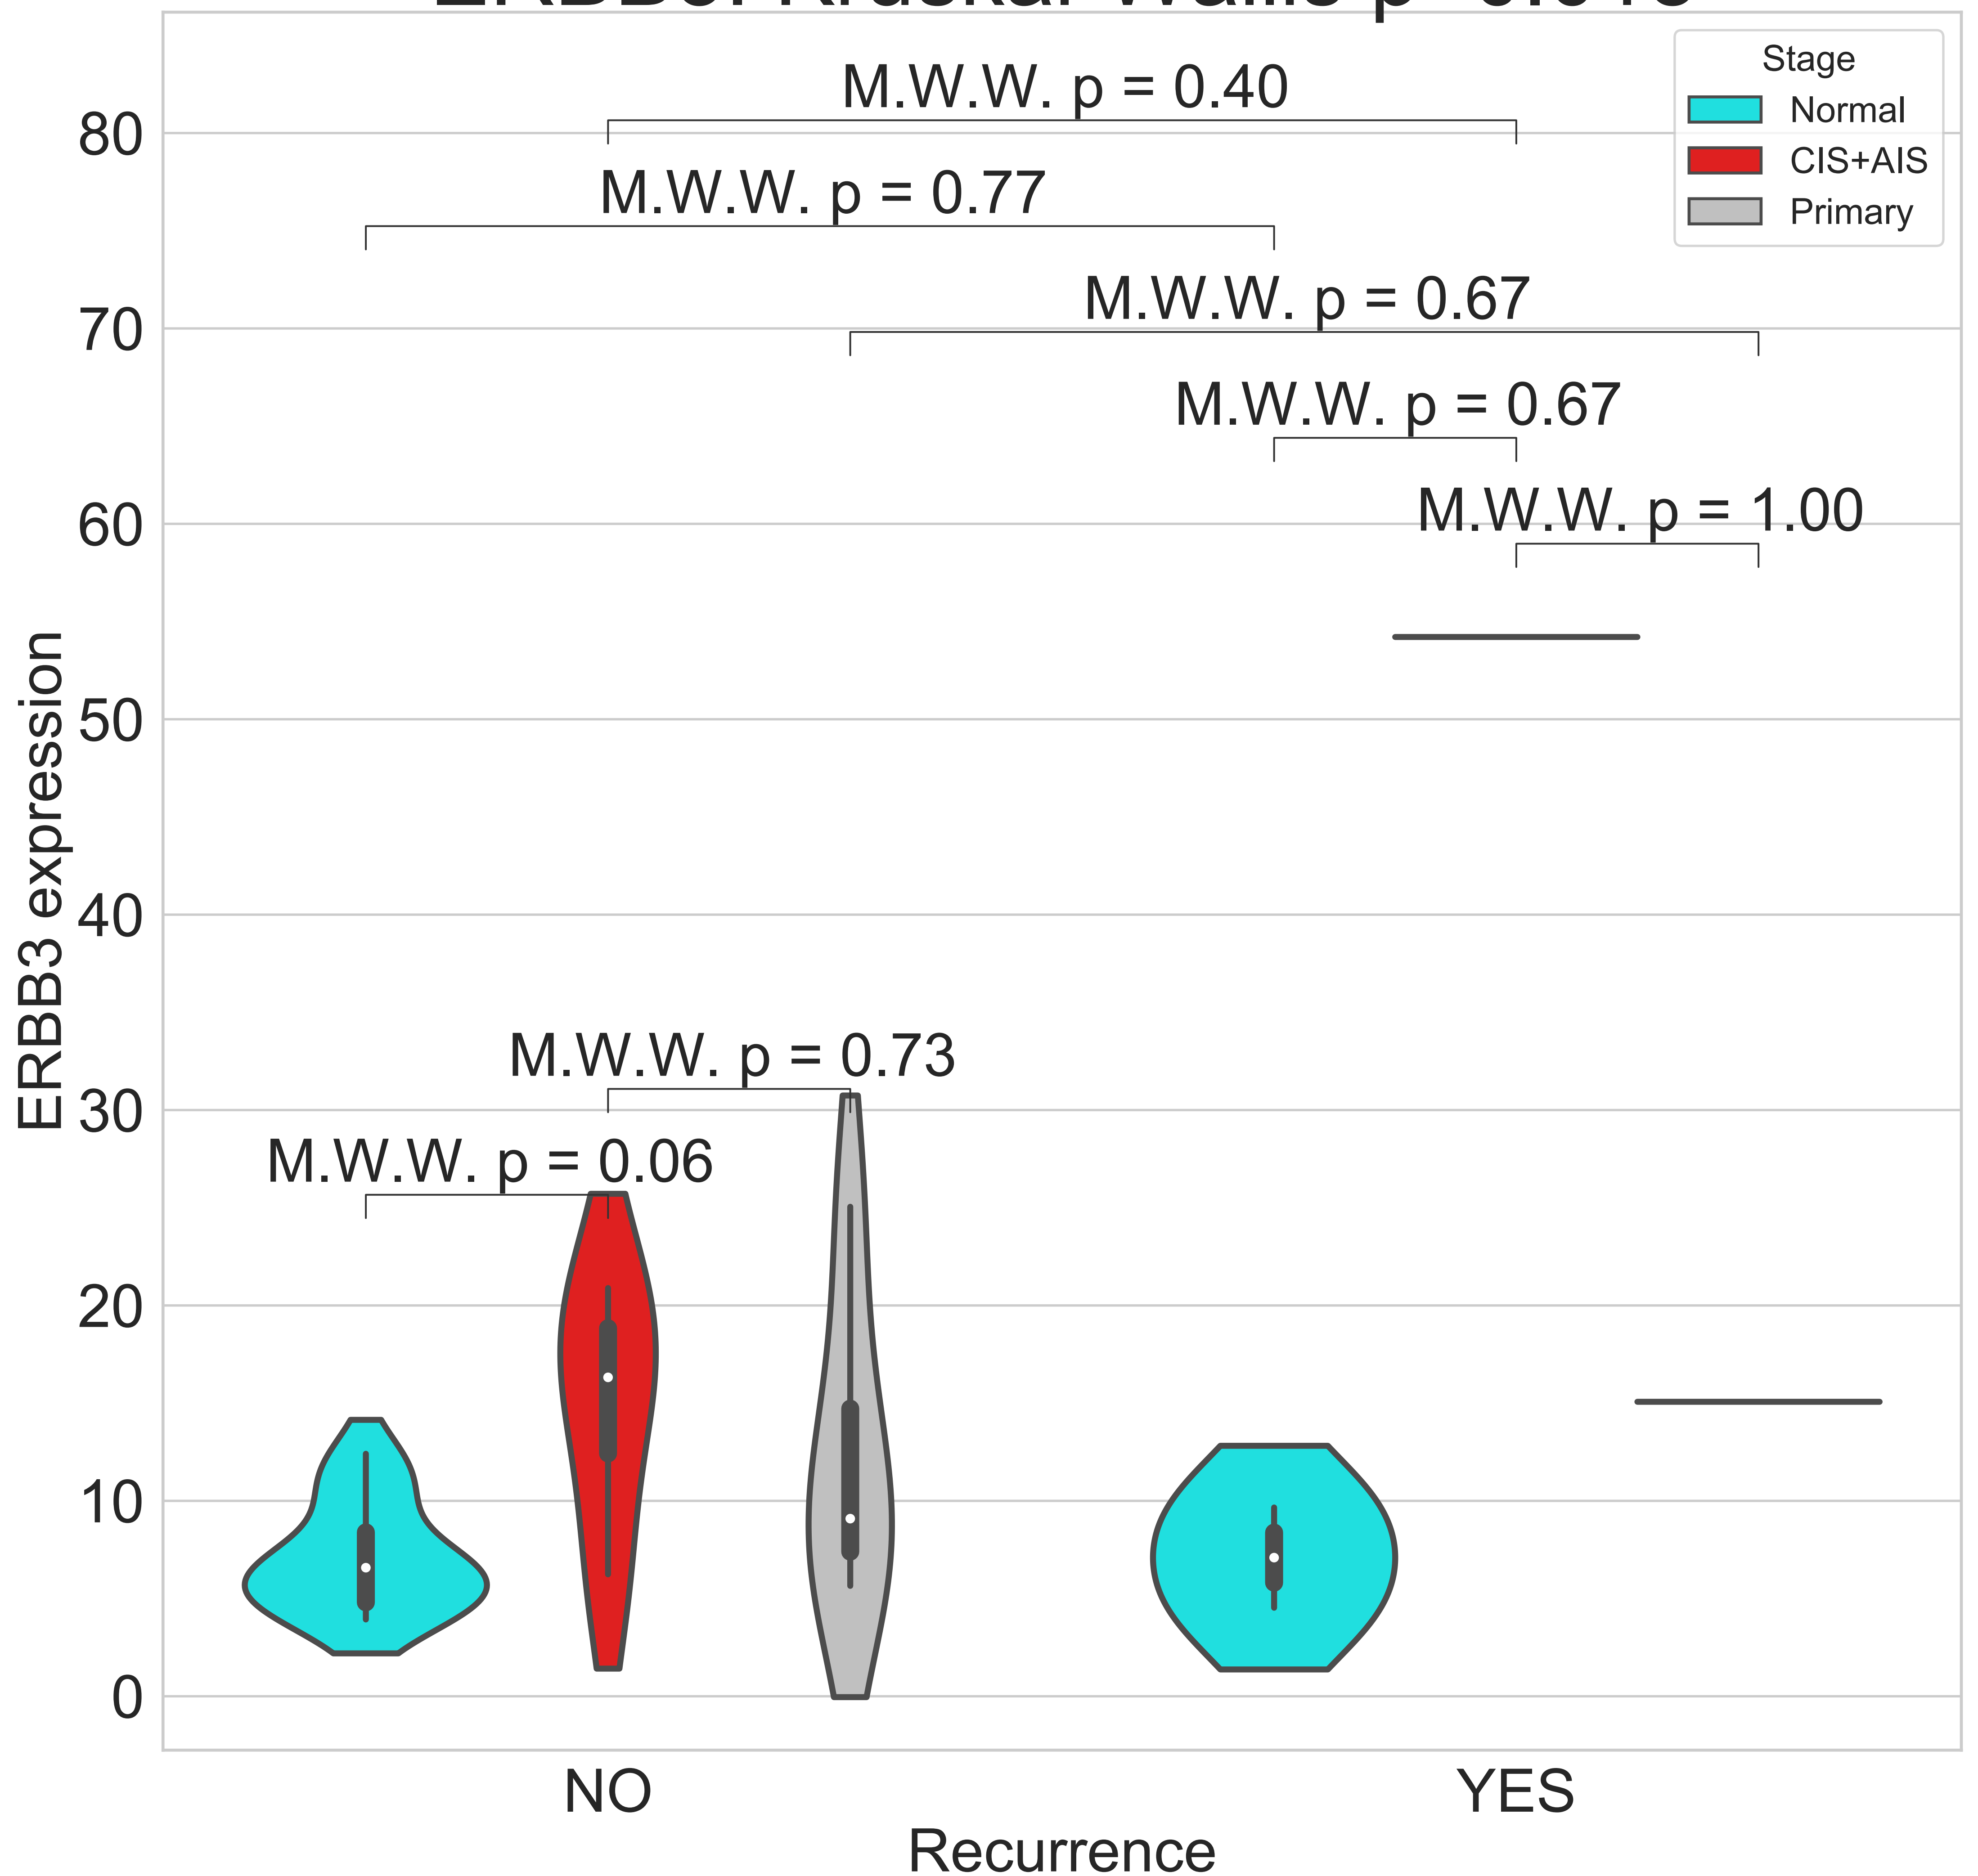 Stage
Normal
CIS+AIS
Primary
M.W.W. p = 0.40
M.W.W. p = 0.77
M.W.W. p = 0.67
M.W.W. p = 0.67
M.W.W. p = 1.00
M.W.W. p = 0.73
M.W.W. p = 0.06
80
70
60
50
40
30
20
10
0
ERBB3 expression
NO
YES
Recurrence